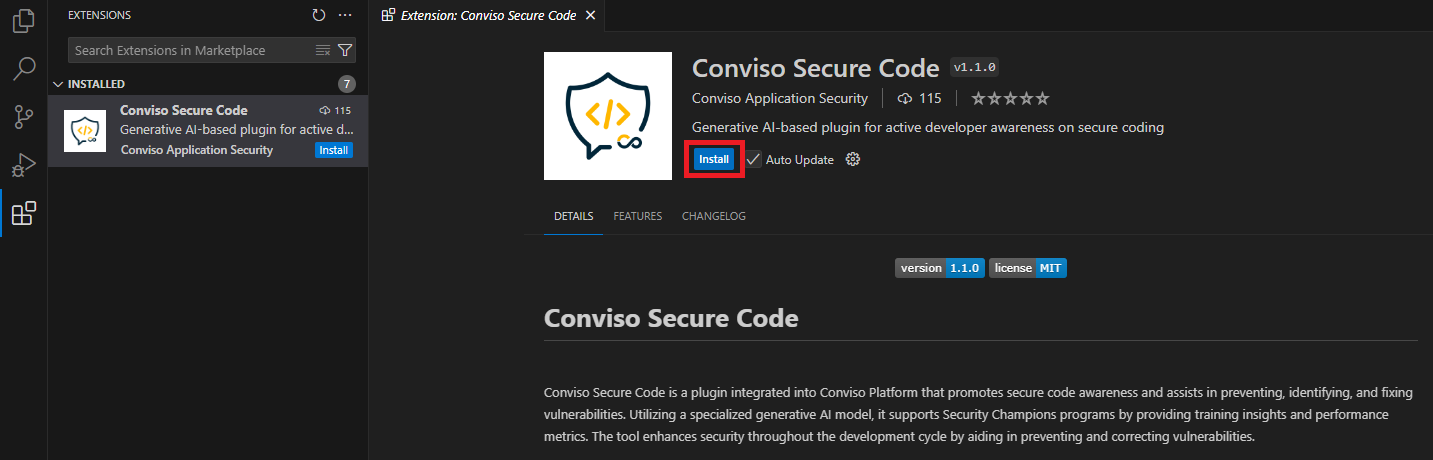 EXTENSIONS
Search Extensions in Marketplace
INSTALLED 7
Conviso Secure Code 115
Generative AI-based plugin for active d...
Conviso Application Security Install
Extension: Conviso Secure Code
Conviso Secure Code v1.1.0
Conviso Application Security 115
Generative AI-based plugin for active developer awareness on secure coding
Install Auto Update
DETAILS FEATURES CHANGELOG
version 1.1.0 license MIT
Conviso Secure Code
Conviso Secure Code is a plugin integrated into Conviso Platform that promotes secure code awareness and assists in preventing, identifying, and fixing
vulnerabilities. Utilizing a specialized generative AI model, it supports Security Champions programs by providing training insights and performance
metrics. The tool enhances security throughout the development cycle by aiding in preventing and correcting vulnerabilities.